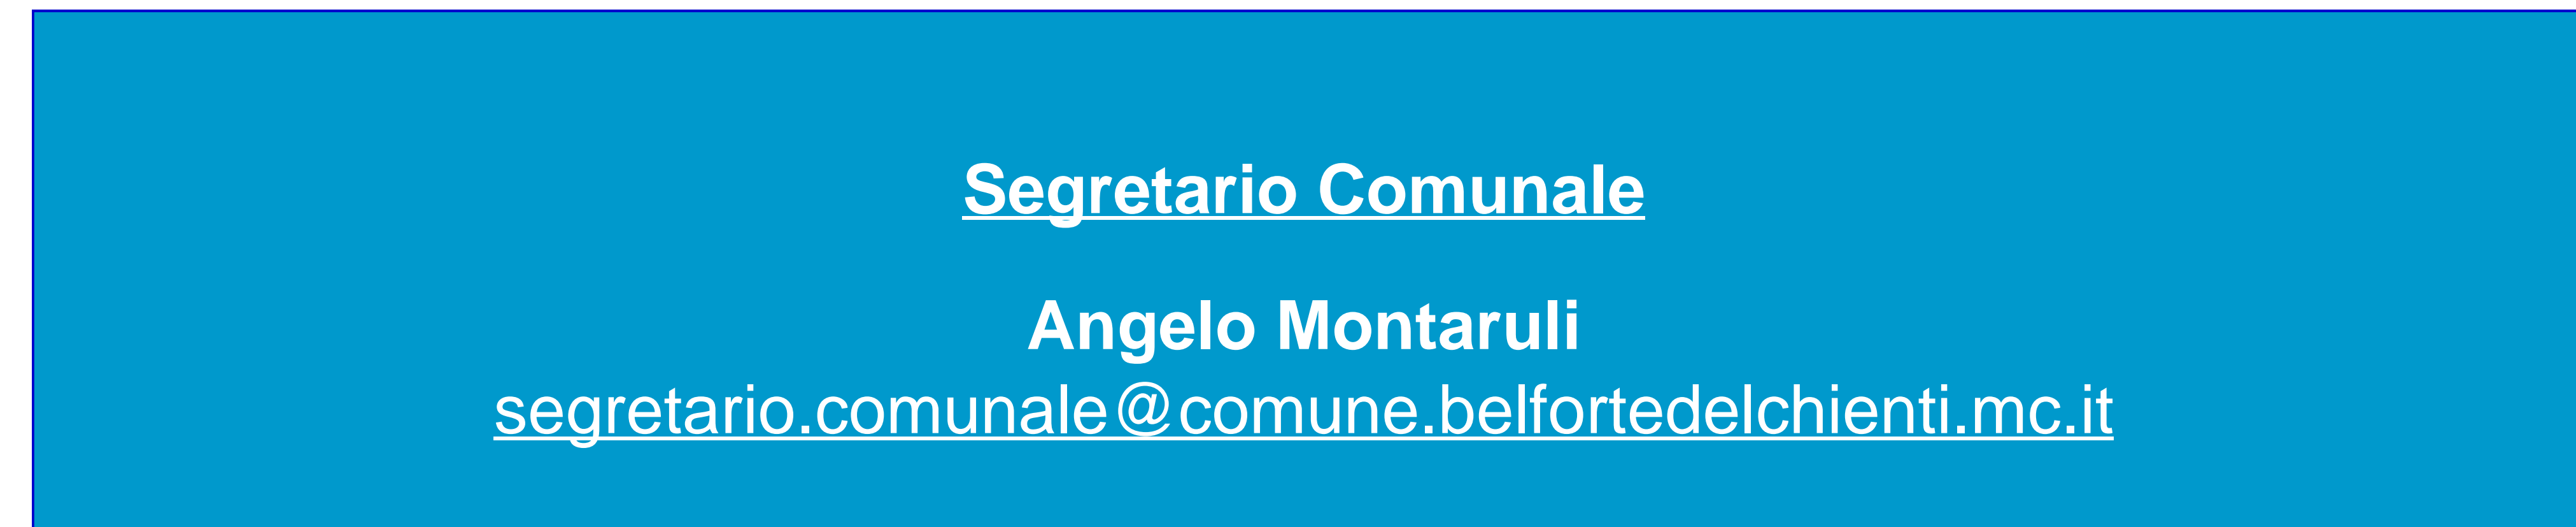 Segretario Comunale
Angelo Montaruli
segretario.comunale@comune.belfortedelchienti.mc.it